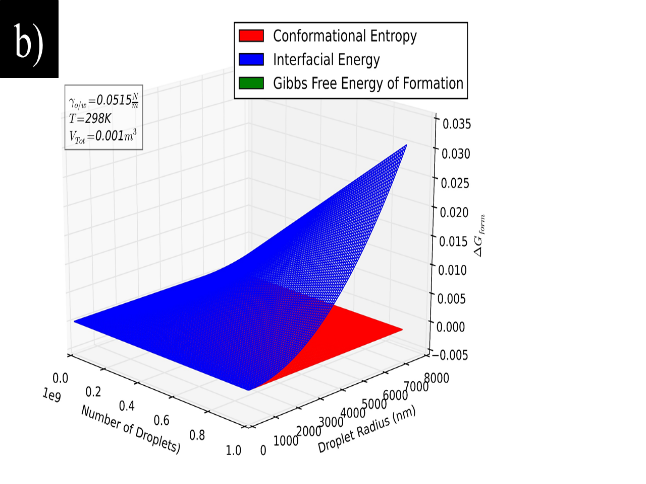 b)
Conformational Entropy
Interfacial Energy
Gibbs Free Energy of Formation
γo/w=0.0515 N/m
T=298K
VTot=0.001m³
0.035
0.030
0.025
0.020
0.015
0.010
0.005
0.000
−0.005
ΔG form
0.0
0.2
0.4
0.6
0.8
1.0
1e9
Number of Droplets)
0
1000
2000
3000
4000
5000
6000
7000
8000
Droplet Radius (nm)